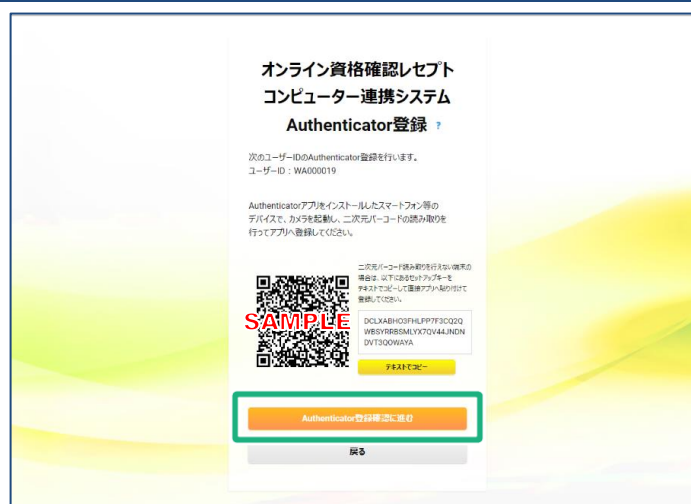 オンライン資格確認レセプト
コンピューター連携システム
Authenticator登録 ?
次のユーザーIDのAuthenticator登録を行います。
ユーザーID：WA000019
Authenticatorアプリをインストールしたスマートフォン等の
デバイスで、カメラを起動し、二次元バーコードの読み取りを
行ってアプリへ登録してください。
二次元バーコード読み取りを行えない端末の
場合は、以下にあるセットアップキーを
テキストでコピーして直接アプリへ貼り付けて
登録してください。
SAMPLE
DCLXABHO3FHLPP7F3CQ2Q
WBSYRRBSMLYX7QV44JNDN
DVT3QOWAYA
テキストでコピー
Authenticator登録確認に進む
戻る